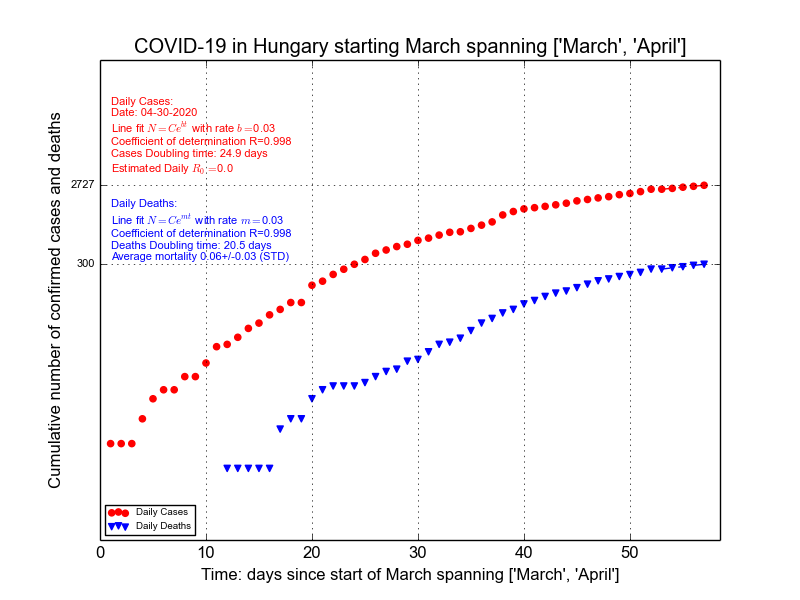 COVID-19 in Hungary starting March spanning ['March', 'April']
Daily Cases:
Date: 04-30-2020
Line fit N = Ce^{bt} with rate b =0.03
Coefficient of determination R=0.998
Cases Doubling time: 24.9 days
Estimated Daily R_0 :=0.0
Daily Deaths:
Line fit N = Ce^{mt} with rate m =0.03
Coefficient of determination R=0.998
Deaths Doubling time: 20.5 days
Average mortality 0.06+/-0.03 (STD)
2727
300
Cumulative number of confirmed cases and deaths
Daily Cases
Daily Deaths
0 10 20 30 40 50
Time: days since start of March spanning ['March', 'April']